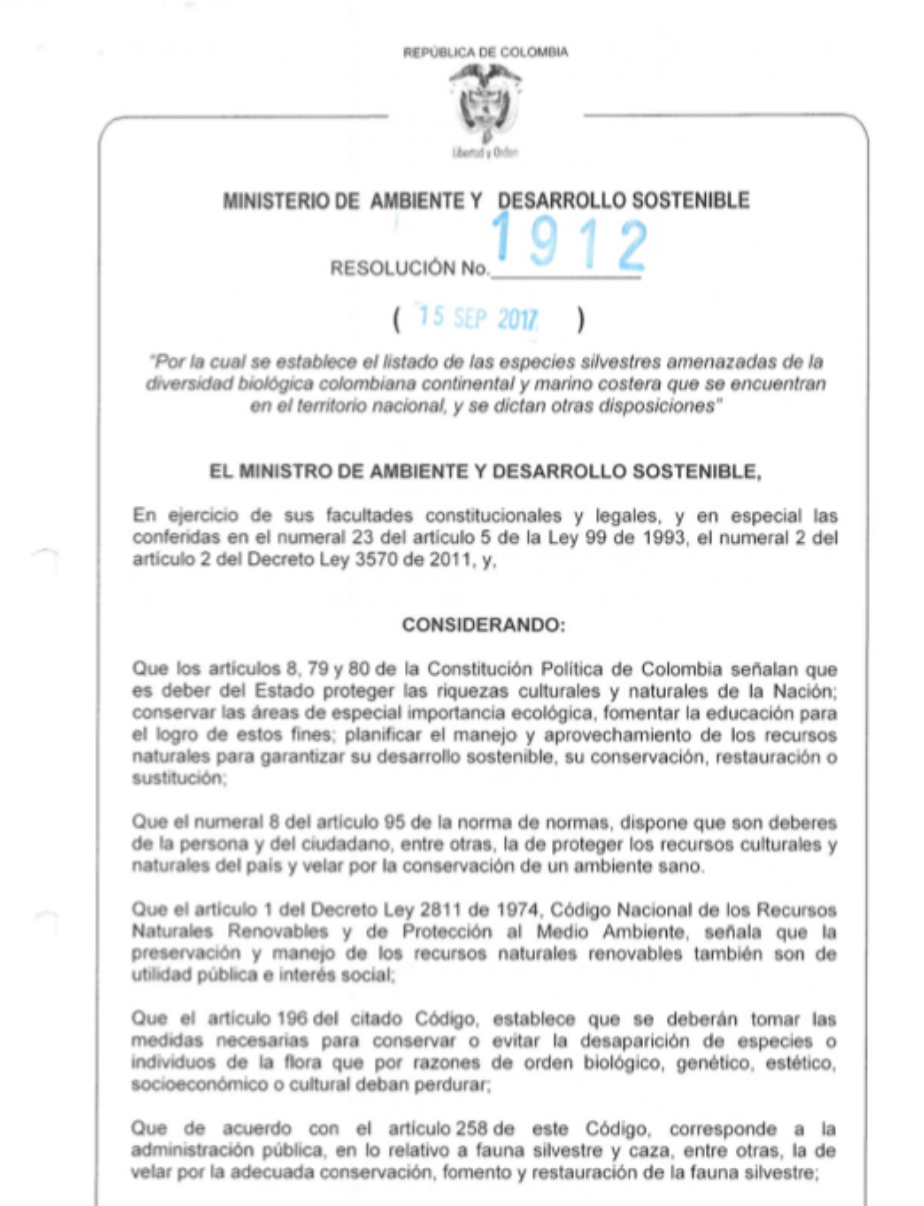 REPÚBLICA DE COLOMBIA
Libertad y Orden
MINISTERIO DE AMBIENTE Y DESARROLLO SOSTENIBLE
RESOLUCIÓN No. 1912
( 15 SEP 2017 )
"Por la cual se establece el listado de las especies silvestres amenazadas de la
diversidad biológica colombiana continental y marino costera que se encuentran
en el territorio nacional, y se dictan otras disposiciones"
EL MINISTRO DE AMBIENTE Y DESARROLLO SOSTENIBLE,
En ejercicio de sus facultades constitucionales y legales, y en especial las
conferidas en el numeral 23 del artículo 5 de la Ley 99 de 1993, el numeral 2 del
artículo 2 del Decreto Ley 3570 de 2011, y,
CONSIDERANDO:
Que los artículos 8, 79 y 80 de la Constitución Política de Colombia señalan que
es deber del Estado proteger las riquezas culturales y naturales de la Nación;
conservar las áreas de especial importancia ecológica, fomentar la educación para
el logro de estos fines; planificar el manejo y aprovechamiento de los recursos
naturales para garantizar su desarrollo sostenible, su conservación, restauración o
sustitución;
Que el numeral 8 del artículo 95 de la norma de normas, dispone que son deberes
de la persona y del ciudadano, entre otras, la de proteger los recursos culturales y
naturales del país y velar por la conservación de un ambiente sano.
Que el artículo 1 del Decreto Ley 2811 de 1974, Código Nacional de los Recursos
Naturales Renovables y de Protección al Medio Ambiente, señala que la
preservación y manejo de los recursos naturales renovables también son de
utilidad pública e interés social;
Que el artículo 196 del citado Código, establece que se deberán tomar las
medidas necesarias para conservar o evitar la desaparición de especies o
individuos de la flora que por razones de orden biológico, genético, estético,
socioeconómico o cultural deban perdurar;
Que de acuerdo con el artículo 258 de este Código, corresponde a la
administración pública, en lo relativo a fauna silvestre y caza, entre otras, la de
velar por la adecuada conservación, fomento y restauración de la fauna silvestre;